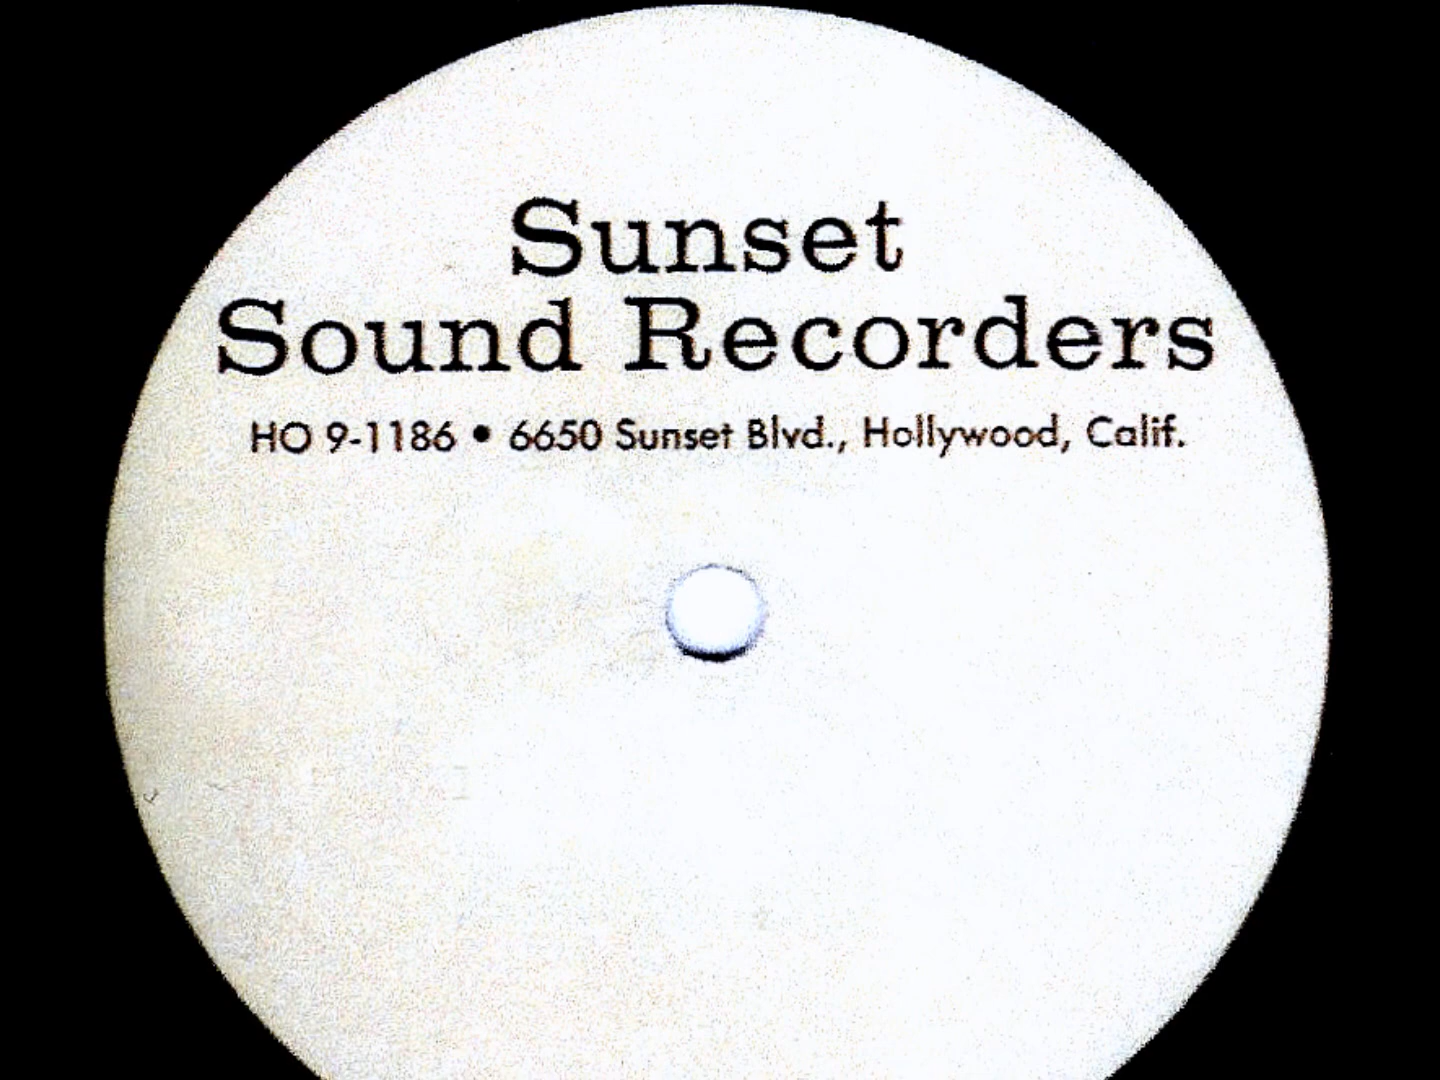 Sunset
Sound Recorders
HO 9-1186 • 6650 Sunset Blvd., Hollywood, Calif.